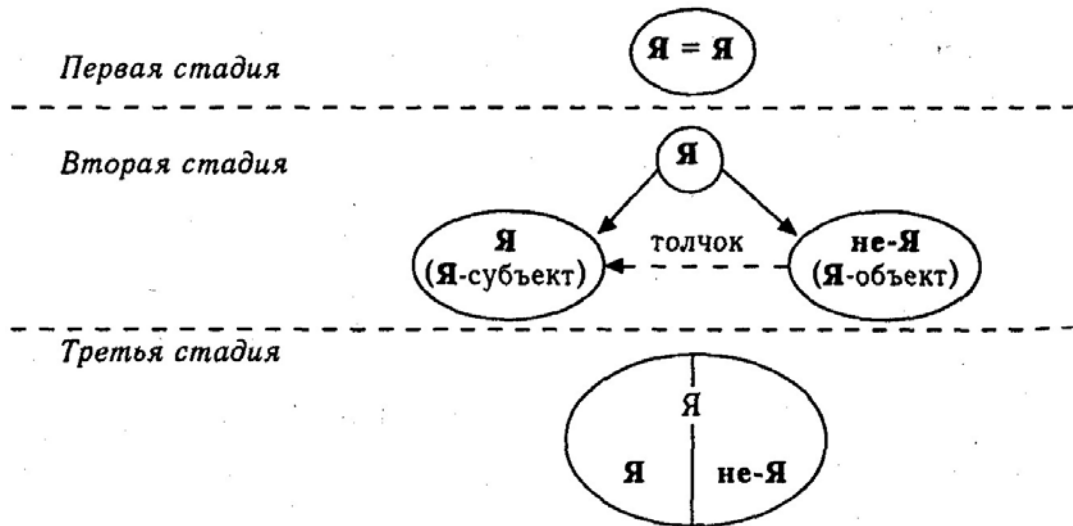 Первая стадия
Я = Я
Вторая стадия
Я
Я
(Я-субъект)
толчок
не-Я
(Я-объект)
Третья стадия
Я
Я
не-Я